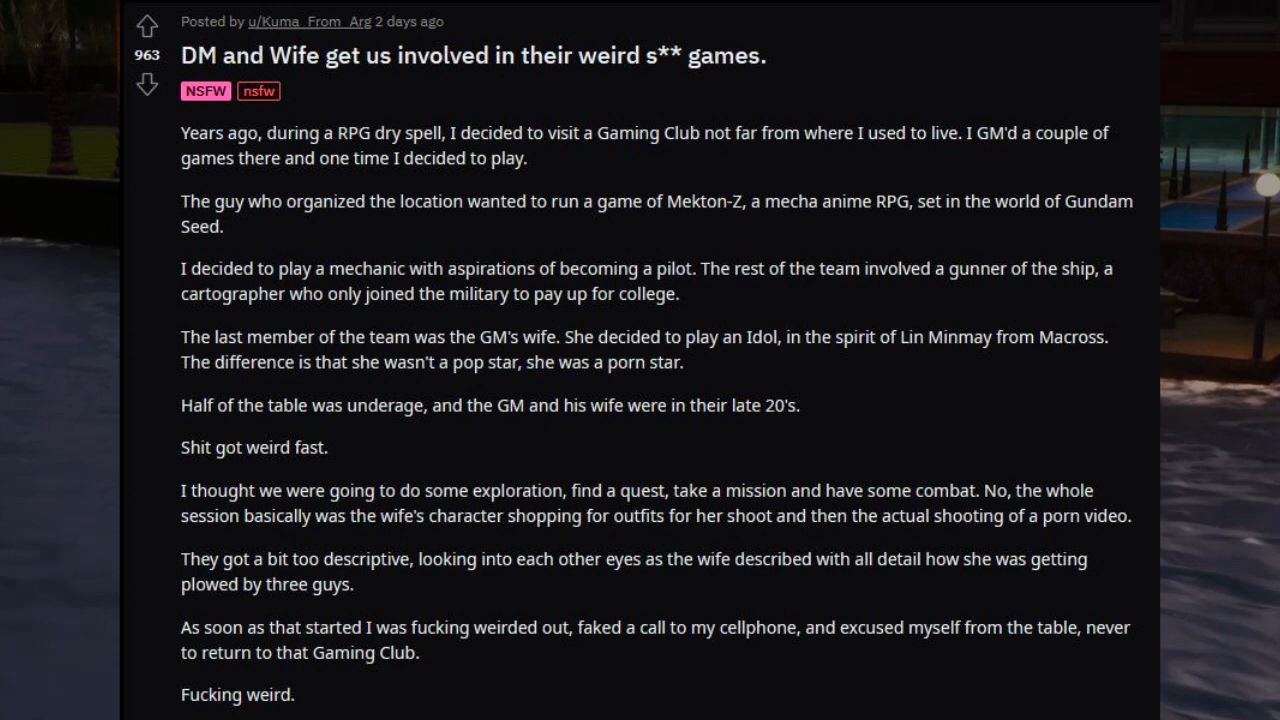 Posted by u/Kuma_From_Arg 2 days ago
963
DM and Wife get us involved in their weird s** games.
NSFW nsfw
Years ago, during a RPG dry spell, I decided to visit a Gaming Club not far from where I used to live. I GM'd a couple of
games there and one time I decided to play.
The guy who organized the location wanted to run a game of Mekton-Z, a mecha anime RPG, set in the world of Gundam
Seed.
I decided to play a mechanic with aspirations of becoming a pilot. The rest of the team involved a gunner of the ship, a
cartographer who only joined the military to pay up for college.
The last member of the team was the GM's wife. She decided to play an Idol, in the spirit of Lin Minmay from Macross.
The difference is that she wasn't a pop star, she was a porn star.
Half of the table was underage, and the GM and his wife were in their late 20's.
Shit got weird fast.
I thought we were going to do some exploration, find a quest, take a mission and have some combat. No, the whole
session basically was the wife's character shopping for outfits for her shoot and then the actual shooting of a porn video.
They got a bit too descriptive, looking into each other eyes as the wife described with all detail how she was getting
plowed by three guys.
As soon as that started I was fucking weirded out, faked a call to my cellphone, and excused myself from the table, never
to return to that Gaming Club.
Fucking weird.